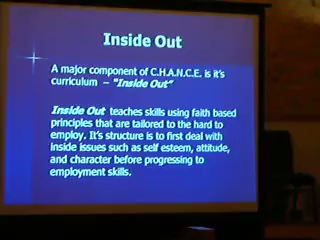 Inside Out
A major component of C.H.A.N.C.E. is it's
curriculum – "Inside Out"
Inside Out teaches skills using faith based
principles that are tailored to the hard to
employ. It's structure is to first deal with
inside issues such as self esteem, attitude,
and character before progressing to
employment skills.